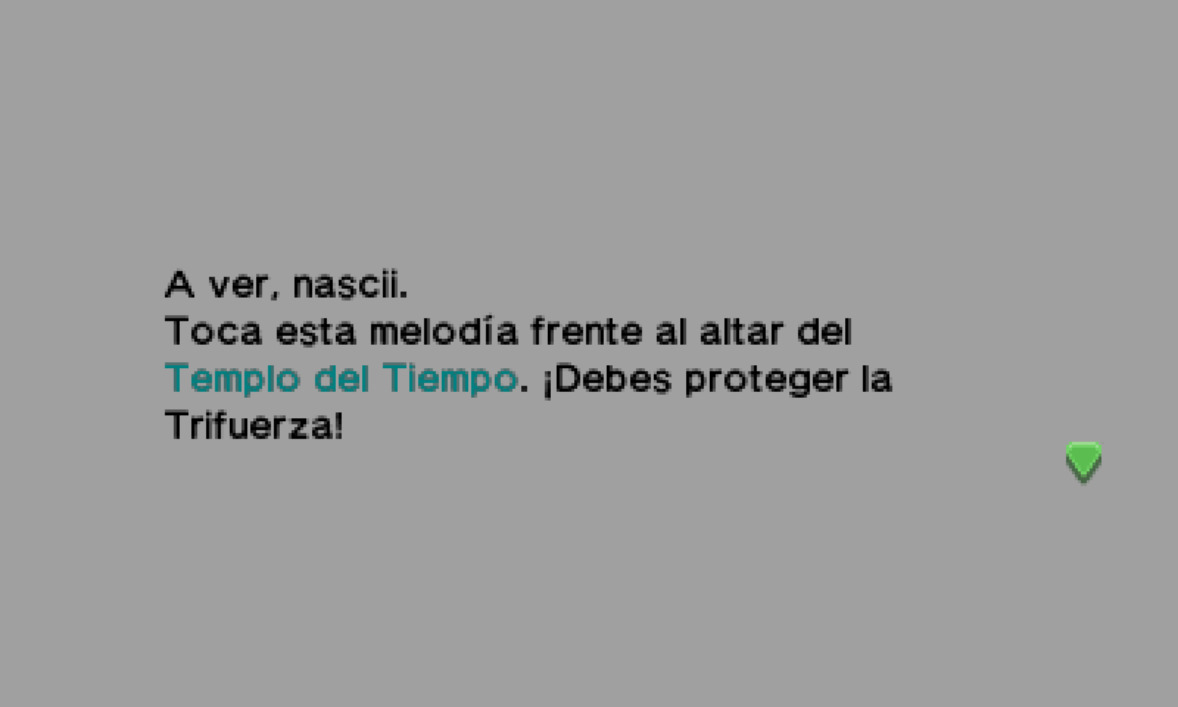 A ver, nascii.
Toca esta melodía frente al altar del
Templo del Tiempo. ¡Debes proteger la
Trifuerza!